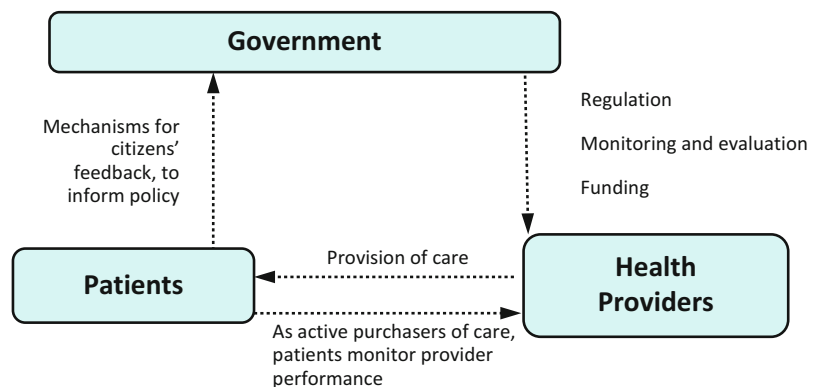 Government
Mechanisms for
citizens’
feedback, to
inform policy
Regulation
Monitoring and evaluation
Funding
Patients
Provision of care
Health
Providers
As active purchasers of care,
patients monitor provider
performance